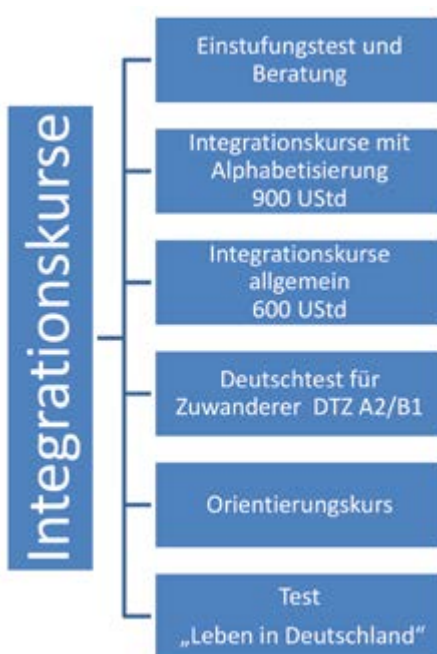 Integrationskurse
Einstufungstest und
Beratung
Integrationskurse mit
Alphabetisierung
900 UStd
Integrationskurse
allgemein
600 UStd
Deutschtest für
Zuwanderer DTZ A2/B1
Orientierungskurs
Test
„Leben in Deutschland“